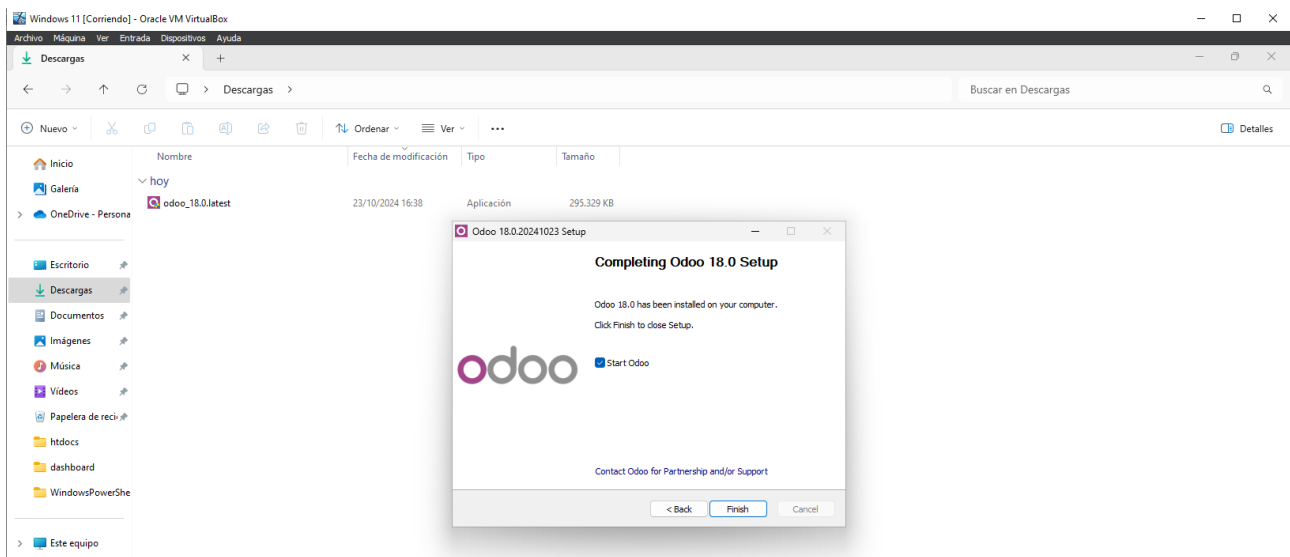 Windows 11 [Corriendo] - Oracle VM VirtualBox
Archivo Máquina Ver Entrada Dispositivos Ayuda
Descargas
Descargas
Buscar en Descargas
Nuevo
Ordenar
Ver
Detalles
Nombre Fecha de modificación Tipo Tamaño
hoy
odoo_18.0.latest 23/10/2024 16:38 Aplicación 295.329 KB
Inicio
Galería
OneDrive - Persona
Escritorio
Descargas
Documentos
Imágenes
Música
Vídeos
Papelera de reci
htdocs
dashboard
WindowsPowerShe
Este equipo
Odoo 18.0.20241023 Setup
Completing Odoo 18.0 Setup
Odoo 18.0 has been installed on your computer.
Click Finish to close Setup.
odoo
Start Odoo
Contact Odoo for Partnership and/or Support
< Back Finish Cancel